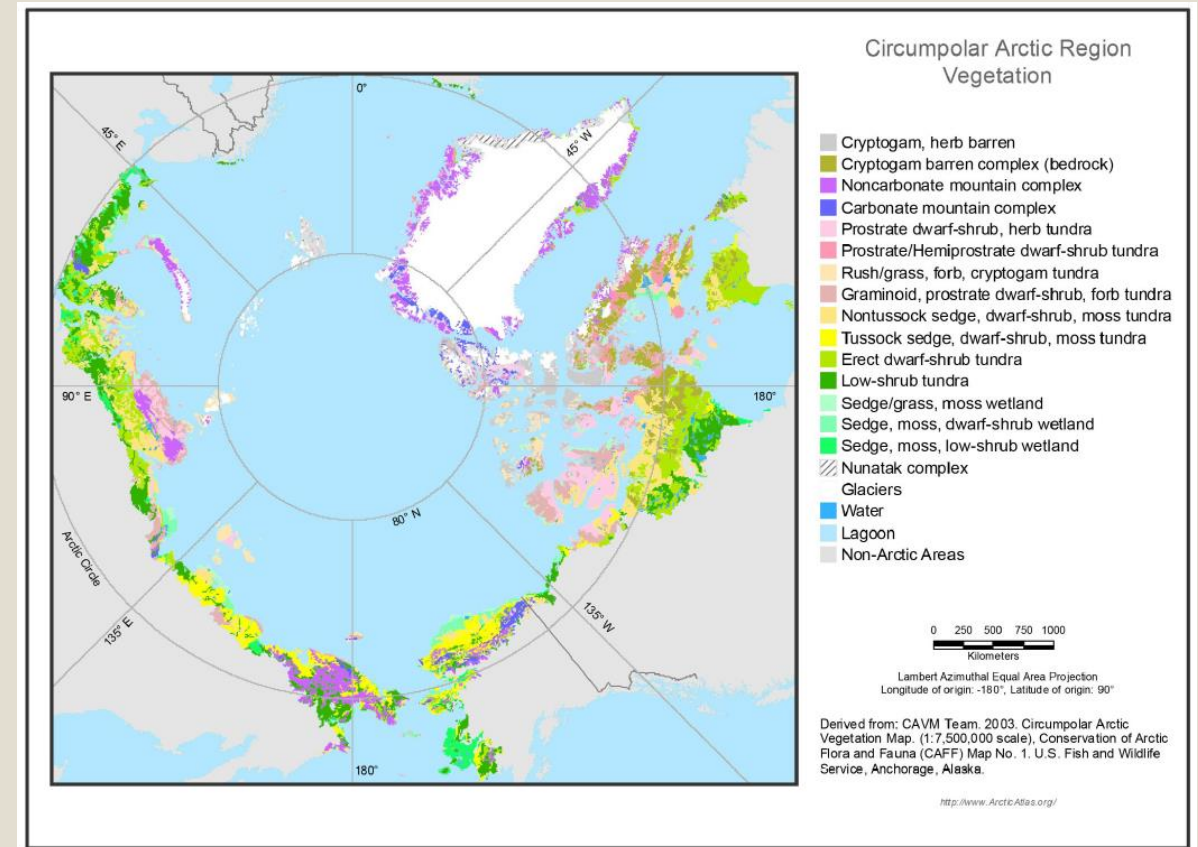 Circumpolar Arctic Region
Vegetation
0°
45° E
45° W
90° E
180°
80° N
Arctic Circle
135° E
135° W
180°
Cryptogam, herb barren
Cryptogam barren complex (bedrock)
Noncarbonate mountain complex
Carbonate mountain complex
Prostrate dwarf-shrub, herb tundra
Prostrate/Hemiprostrate dwarf-shrub tundra
Rush/grass, forb, cryptogam tundra
Graminoid, prostrate dwarf-shrub, forb tundra
Nontussock sedge, dwarf-shrub, moss tundra
Tussock sedge, dwarf-shrub, moss tundra
Erect dwarf-shrub tundra
Low-shrub tundra
Sedge/grass, moss wetland
Sedge, moss, dwarf-shrub wetland
Sedge, moss, low-shrub wetland
Nunatak complex
Glaciers
Water
Lagoon
Non-Arctic Areas
0 250 500 750 1000
Kilometers
Lambert Azimuthal Equal Area Projection
Longitude of origin: -180°, Latitude of origin: 90°
Derived from: CAVM Team. 2003. Circumpolar Arctic
Vegetation Map. (1:7,500,000 scale), Conservation of Arctic
Flora and Fauna (CAFF) Map No. 1. U.S. Fish and Wildlife
Service, Anchorage, Alaska.
http://www.ArcticAtlas.org/